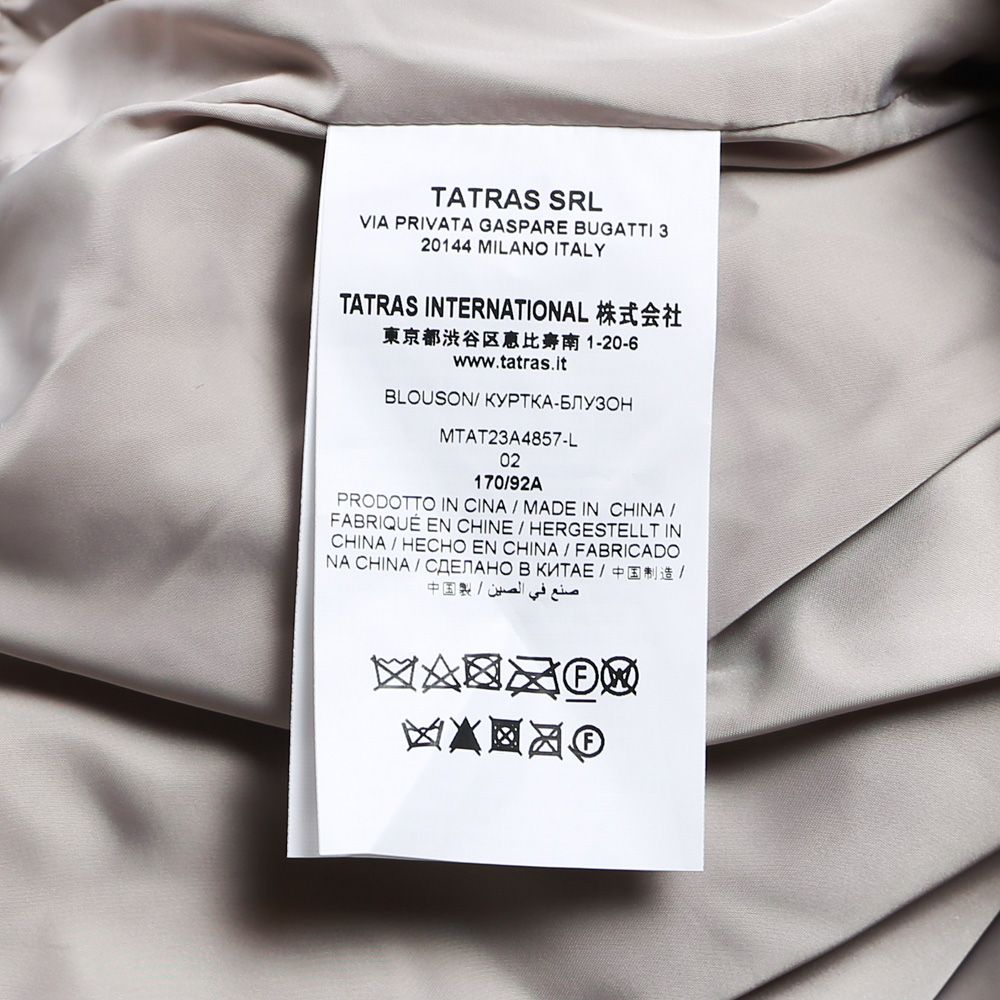 TATRAS SRL
VIA PRIVATA GASPARE BUGATTI 3
20144 MILANO ITALY
TATRAS INTERNATIONAL 株式会社
東京都渋谷区恵比寿南 1-20-6
www.tatras.it
BLOUSON/ КУРТКА-БЛУЗОН
MTAT23A4857-L
02
170/92A
PRODOTTO IN CINA / MADE IN CHINA /
FABRIQUÉ EN CHINE / HERGESTELLT IN
CHINA / HECHO EN CHINA / FABRICADO
NA CHINA / СДЕЛАНО В КИТАЕ / 中国制造 /
中国製 / صنع في الصين
F W
F